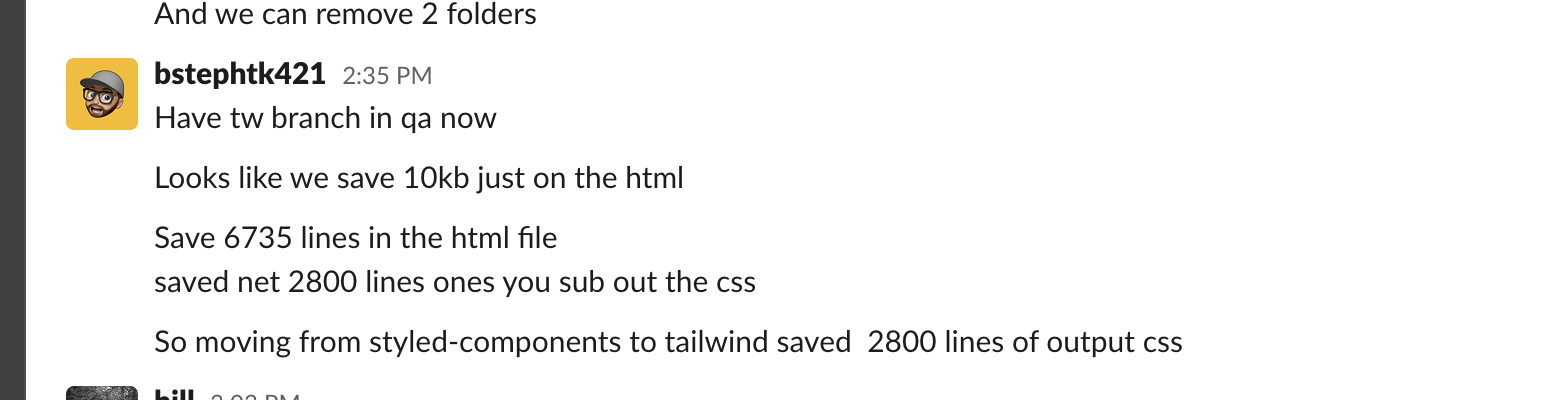 And we can remove 2 folders
bstephtk421 2:35 PM
Have tw branch in qa now
Looks like we save 10kb just on the html
Save 6735 lines in the html file
saved net 2800 lines ones you sub out the css
So moving from styled-components to tailwind saved  2800 lines of output css